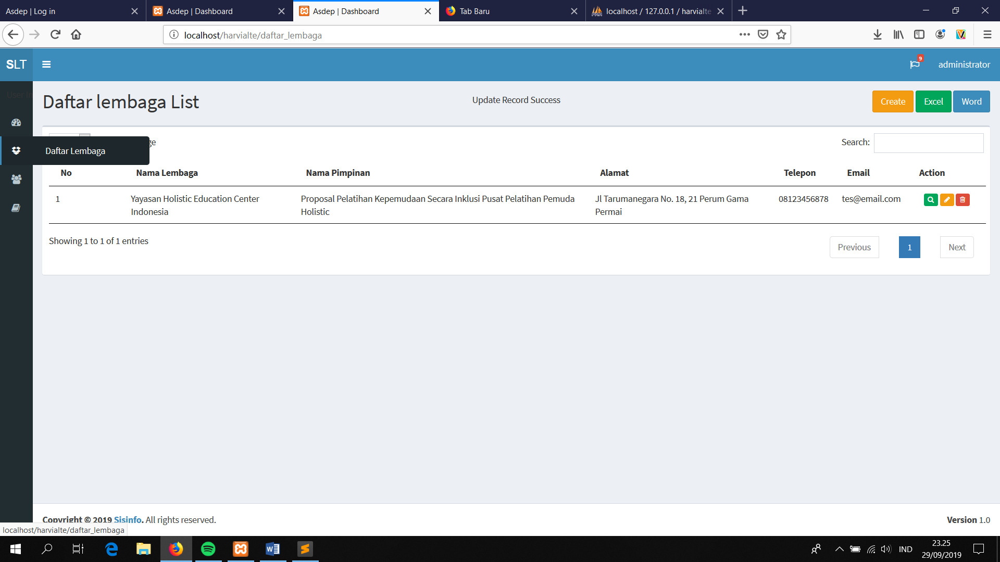 Asdep | Log in
Asdep | Dashboard
Asdep | Dashboard
Tab Baru
localhost / 127.0.0.1 / harvialte
localhost/harvialte/daftar_lembaga
SLT
9
administrator
User
Daftar lembaga List
Update Record Success
Create
Excel
Word
Daftar Lembaga
ge
Search:
No
Nama Lembaga
Nama Pimpinan
Alamat
Telepon
Email
Action
1
Yayasan Holistic Education Center
Indonesia
Proposal Pelatihan Kepemudaan Secara Inklusi Pusat Pelatihan Pemuda
Holistic
Jl Tarumanegara No. 18, 21 Perum Gama
Permai
08123456878
tes@email.com
Showing 1 to 1 of 1 entries
Previous
1
Next
Copyright © 2019 Sisinfo. All rights reserved.
Version 1.0
localhost/harvialte/daftar_lembaga
IND
23.25
29/09/2019